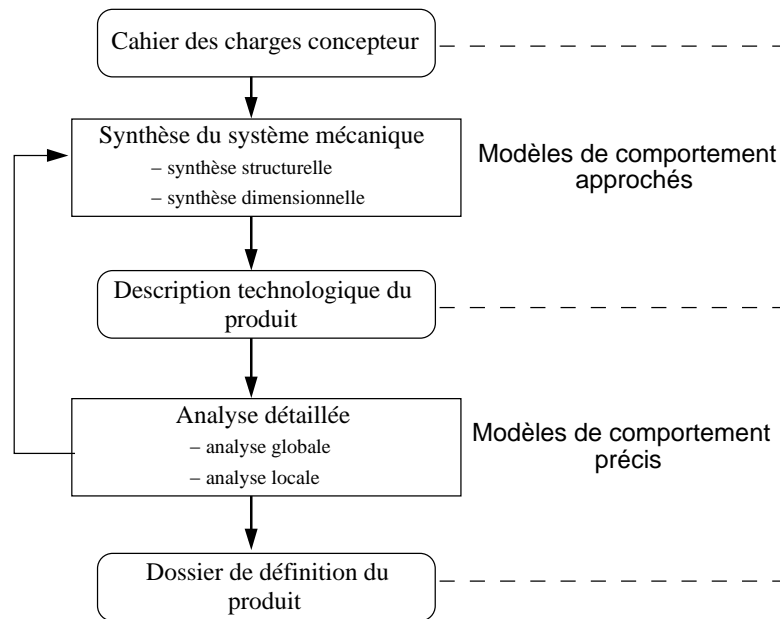 Cahier des charges concepteur
Synthèse du système mécanique
– synthèse structurelle
– synthèse dimensionnelle
Modèles de comportement
approchés
Description technologique du
produit
Analyse détaillée
– analyse globale
– analyse locale
Modèles de comportement
précis
Dossier de définition du
produit